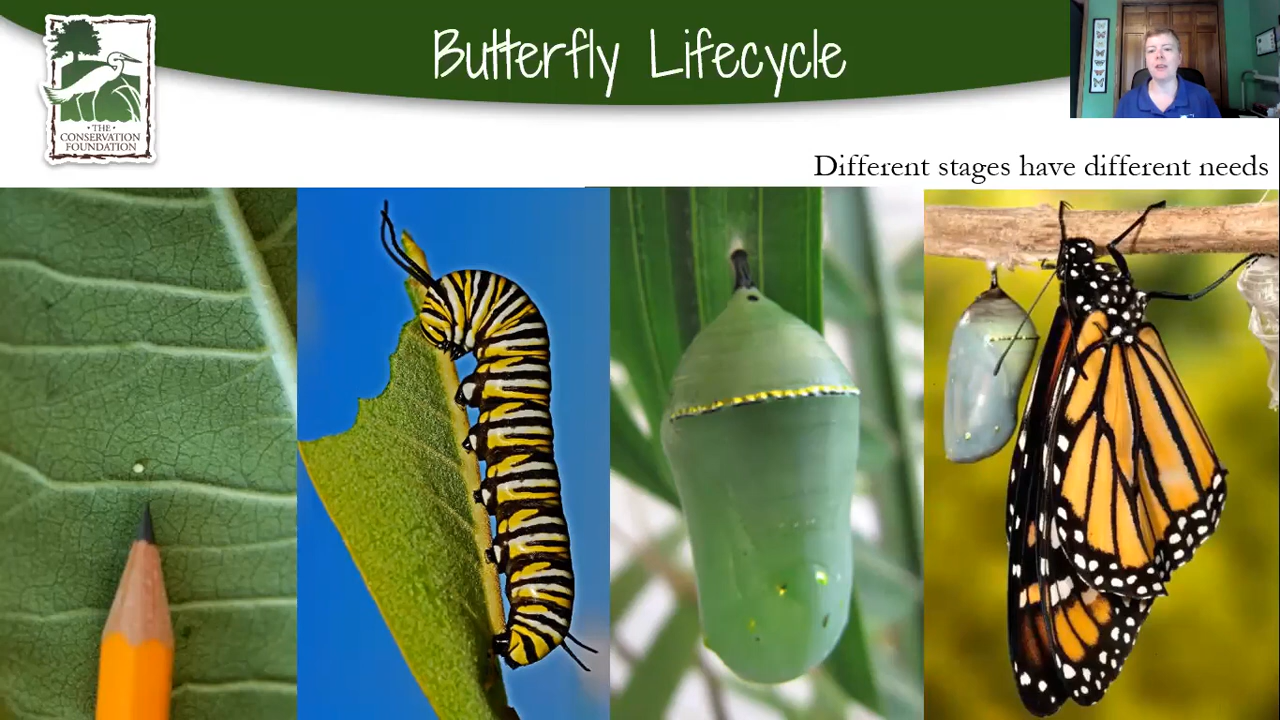 Butterfly Lifecycle
• THE •
CONSERVATION
FOUNDATION
Different stages have different needs